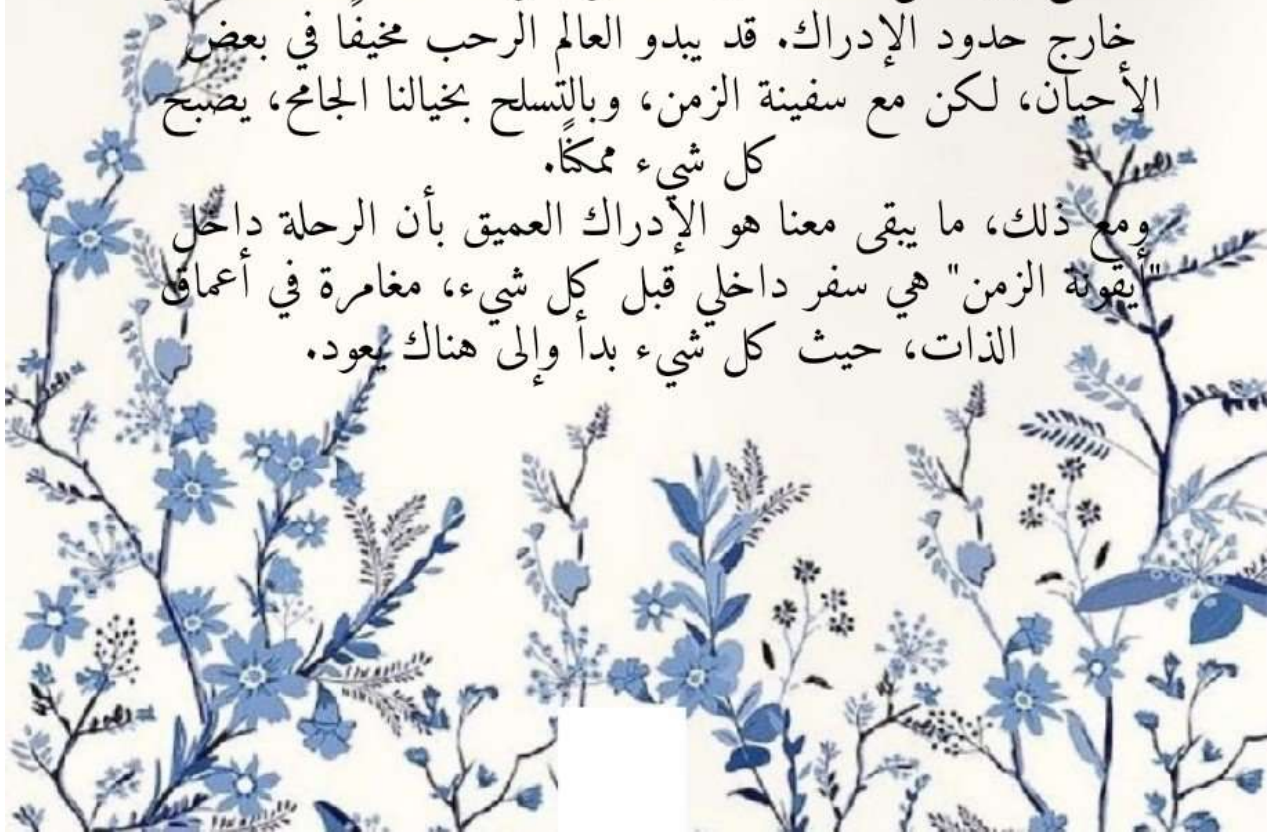 خارج حدود الإدراك. قد يبدو العالم الرحب مخيفًا في بعض
الأحيان، لكن مع سفينة الزمن، وبالتسلح بخيالنا الجامح، يصبح
كل شيء ممكنًا.
ومع ذلك، ما يبقى معنا هو الإدراك العميق بأن الرحلة داخل
"أيقونة الزمن" هي سفر داخلي قبل كل شيء، مغامرة في أعماق
الذات، حيث كل شيء بدأ وإلى هناك يعود.